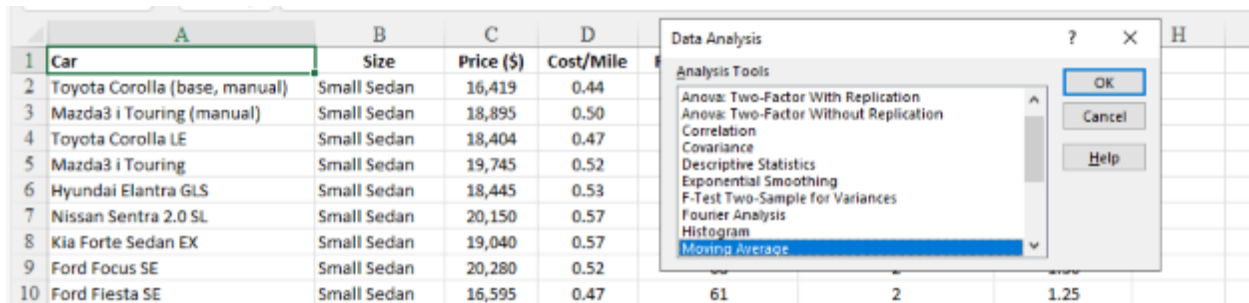 A B C D H
1 Car Size Price ($) Cost/Mile
2 Toyota Corolla (base, manual) Small Sedan 16,419 0.44
3 Mazda3 i Touring (manual) Small Sedan 18,895 0.50
4 Toyota Corolla LE Small Sedan 18,404 0.47
5 Mazda3 i Touring Small Sedan 19,745 0.52
6 Hyundai Elantra GLS Small Sedan 18,445 0.53
7 Nissan Sentra 2.0 SL Small Sedan 20,150 0.57
8 Kia Forte Sedan EX Small Sedan 19,040 0.57
9 Ford Focus SE Small Sedan 20,280 0.52
10 Ford Fiesta SE Small Sedan 16,595 0.47 61 2 1.25
Data Analysis ? ×
Analysis Tools
Anova: Two-Factor With Replication
Anova: Two-Factor Without Replication
Correlation
Covariance
Descriptive Statistics
Exponential Smoothing
F-Test Two-Sample for Variances
Fourier Analysis
Histogram
Moving Average
OK
Cancel
Help